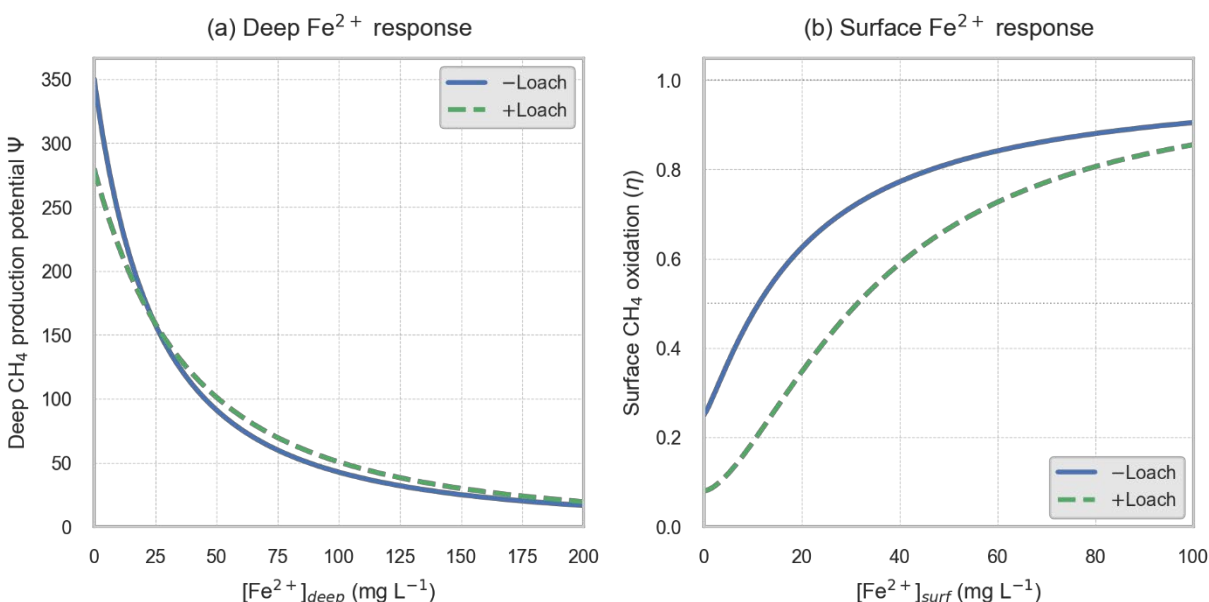 (a) Deep Fe²⁺ response
Deep CH₄ production potential Ψ
350
300
250
200
150
100
50
0
−Loach
+Loach
0 25 50 75 100 125 150 175 200
[Fe²⁺]deep (mg L⁻¹)
(b) Surface Fe²⁺ response
Surface CH₄ oxidation (η)
1.0
0.8
0.6
0.4
0.2
0.0
−Loach
+Loach
0 20 40 60 80 100
[Fe²⁺]surf (mg L⁻¹)